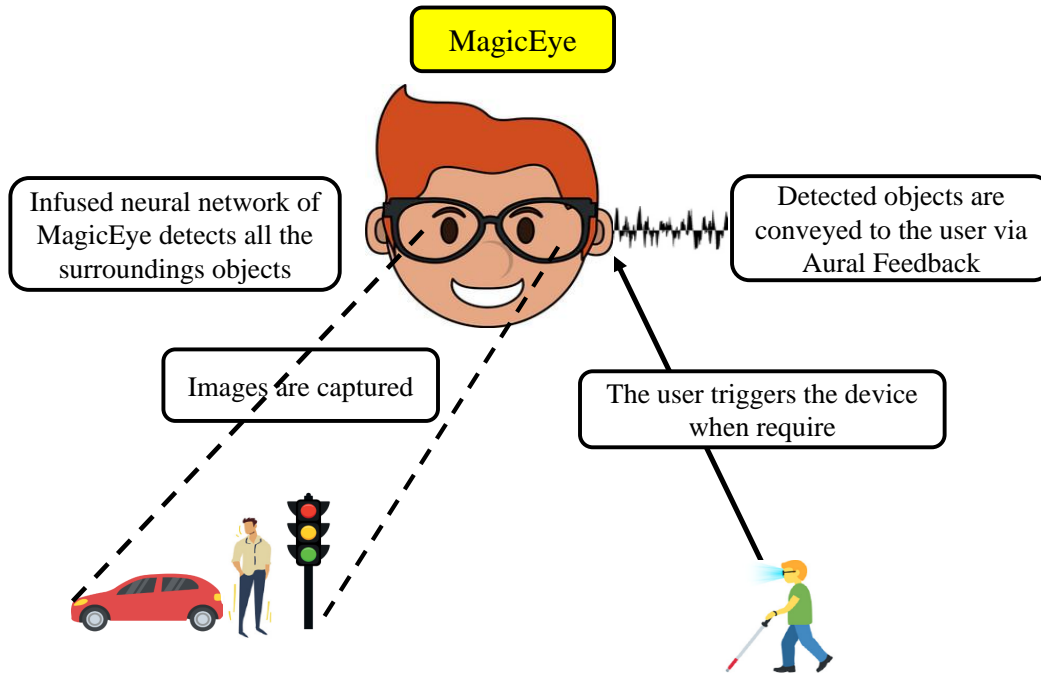 MagicEye
Infused neural network of
MagicEye detects all the
surroundings objects
Detected objects are
conveyed to the user via
Aural Feedback
Images are captured
The user triggers the device
when require